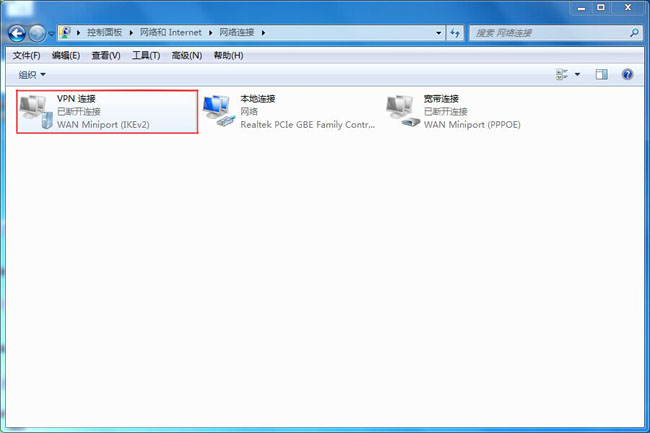 控制面板 网络和 Internet 网络连接 搜索 网络连接
文件(F) 编辑(E) 查看(V) 工具(T) 高级(N) 帮助(H)
组织
VPN 连接
已断开连接
WAN Miniport (IKEv2)
本地连接
网络
Realtek PCIe GBE Family Contr...
宽带连接
已断开连接
WAN Miniport (PPPOE)